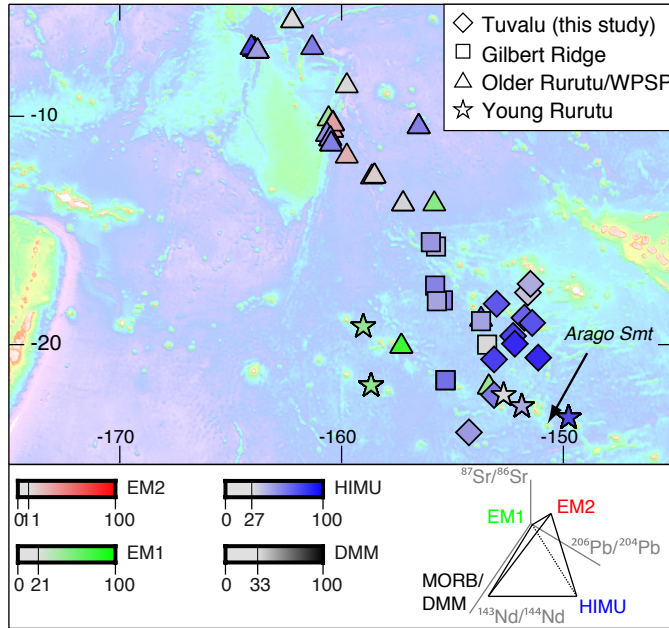 Tuvalu (this study)
Gilbert Ridge
Older Rurutu/WPSP
Young Rurutu
-10
-20
Arago Smt
-170
-160
-150
EM2
011
100
HIMU
0 27
100
EM1
0 21
100
DMM
0 33
100
⁸⁷Sr/⁸⁶Sr
EM1
EM2
²⁰⁶Pb/²⁰⁴Pb
MORB/
DMM
¹⁴³Nd/¹⁴⁴Nd
HIMU